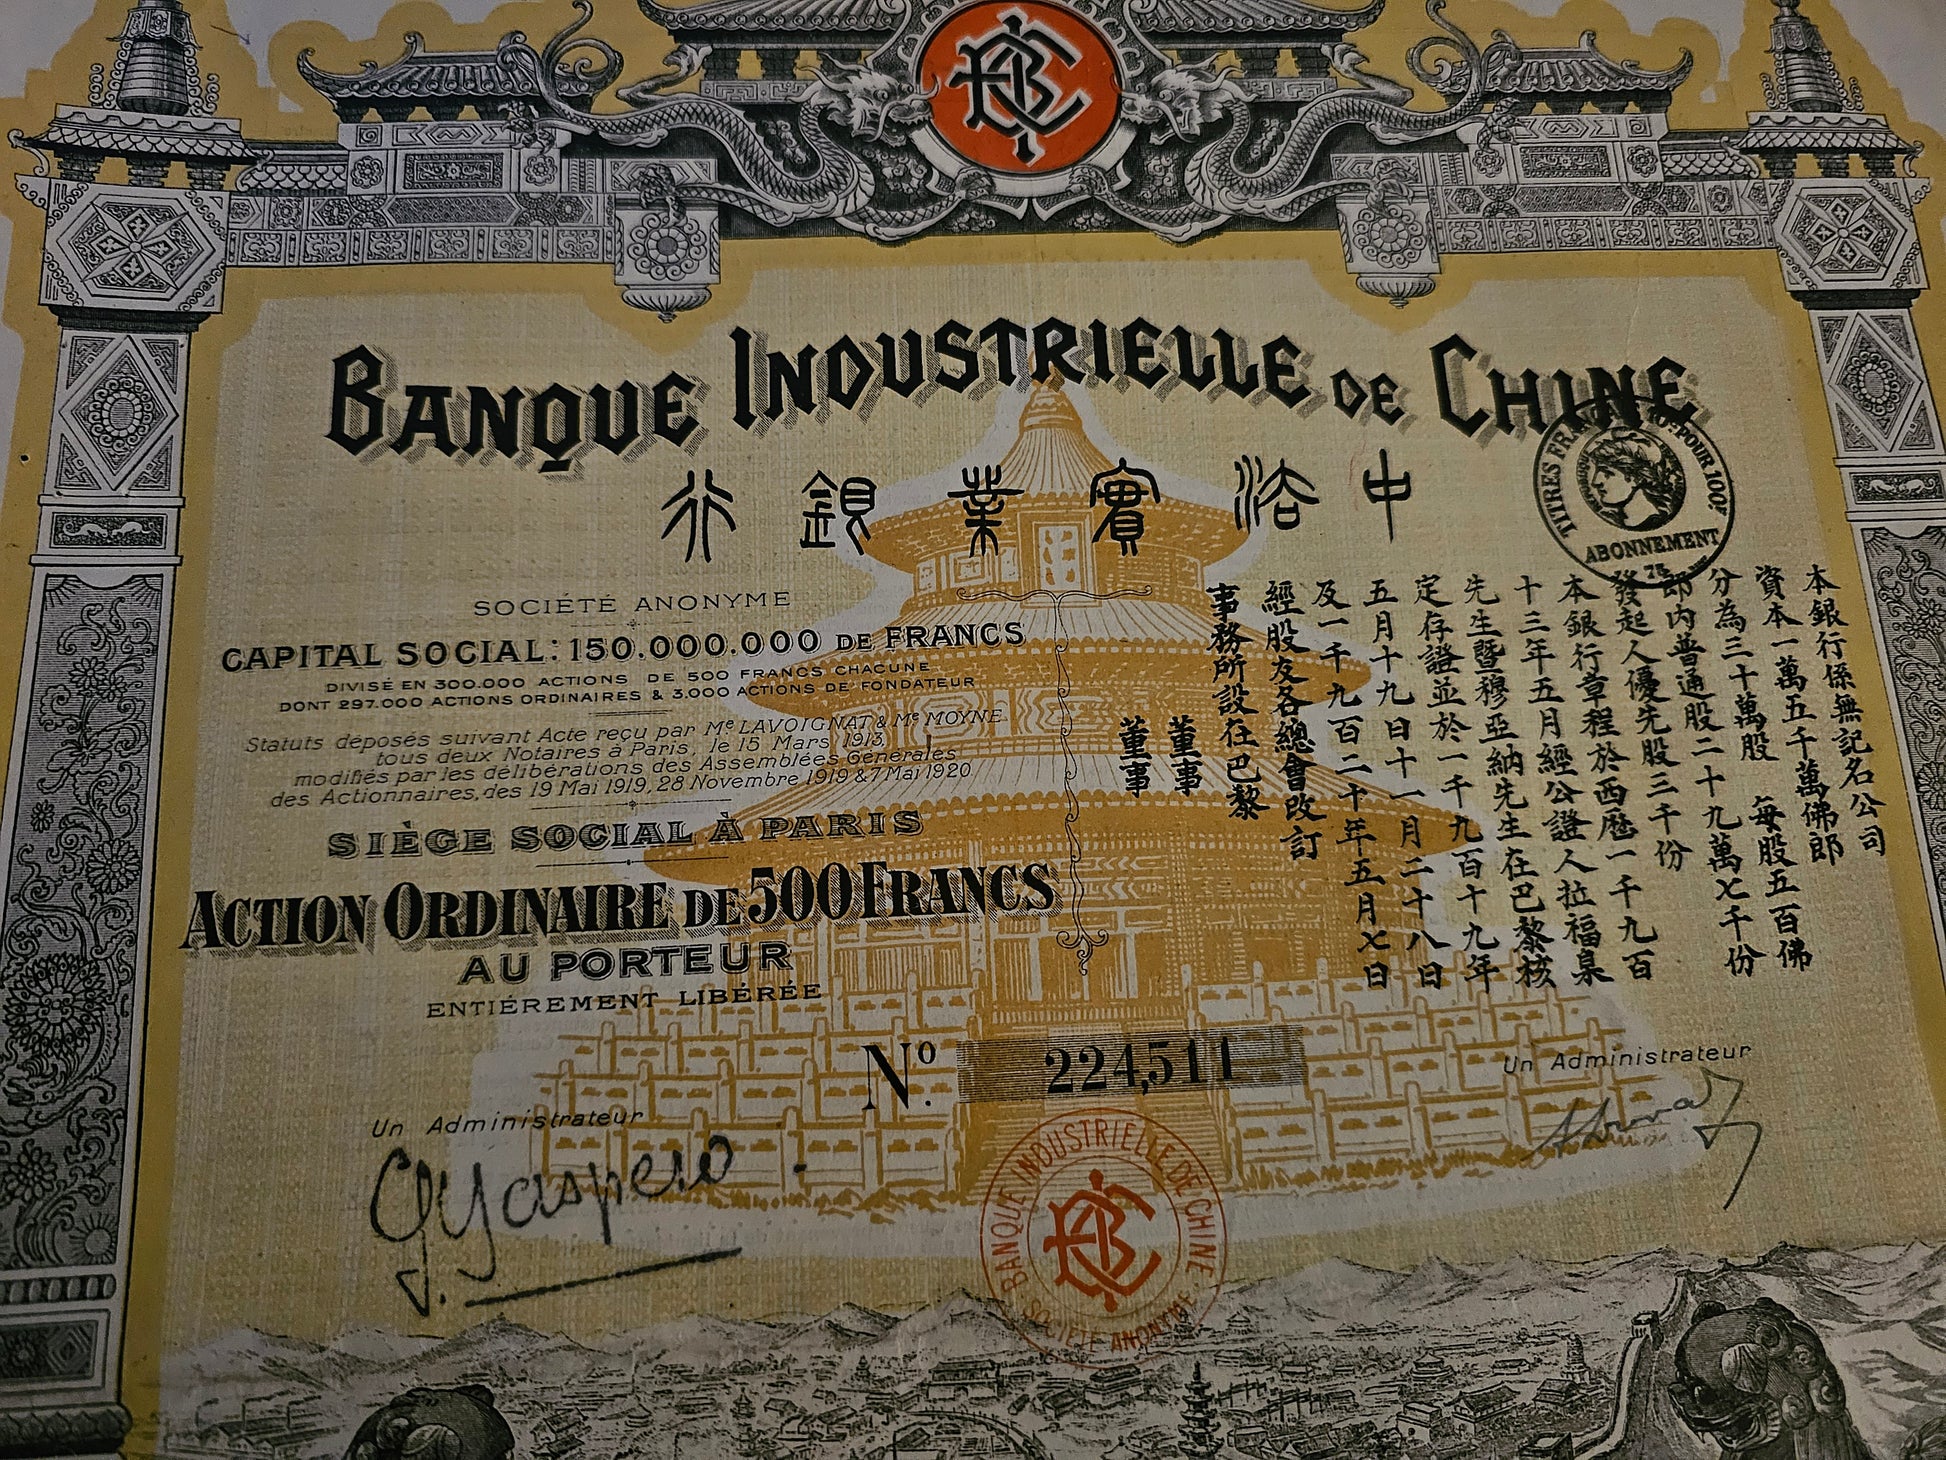 BANQUE INDUSTRIELLE DE CHINE
中法實業銀行
ABONNEMENT
SOCIÉTÉ ANONYME
CAPITAL SOCIAL: 150.000.000 DE FRANCS
DIVISÉ EN 300.000 ACTIONS DE 500 FRANCS CHACUNE
DONT 297.000 ACTIONS ORDINAIRES & 3.000 ACTIONS DE FONDATEUR
Statuts déposés suivant Acte reçu par Me LAVOIGNAT & Me MOYNE
tous deux Notaires à Paris, le 15 Mars 1913,
modifiés par les délibérations des Assemblées Générales
des Actionnaires, des 19 Mai 1919, 28 Novembre 1919 & 7 Mai 1920
SIÈGE SOCIAL À PARIS
ACTION ORDINAIRE DE 500 FRANCS
AU PORTEUR
ENTIÉREMENT LIBÉRÉE
本銀行係無記名公司
資本一萬五千萬佛郎
分為三十萬股 每股五百佛
郎內普通股二十九萬七千份
發起人優先股三千份
本銀行章程於西歷一千九百
十三年五月經公證人拉福臬
先生暨穆亞納先生在巴黎核
定存證並於一千九百十九年
五月十九日十一月二十八日
及一千九百二十年五月七日
經股友各總會改訂
事務所設在巴黎
董事
董事
No. 224,511
Un Administrateur
Un Administrateur
BANQUE INDUSTRIELLE DE CHINE
SOCIÉTÉ ANONYME